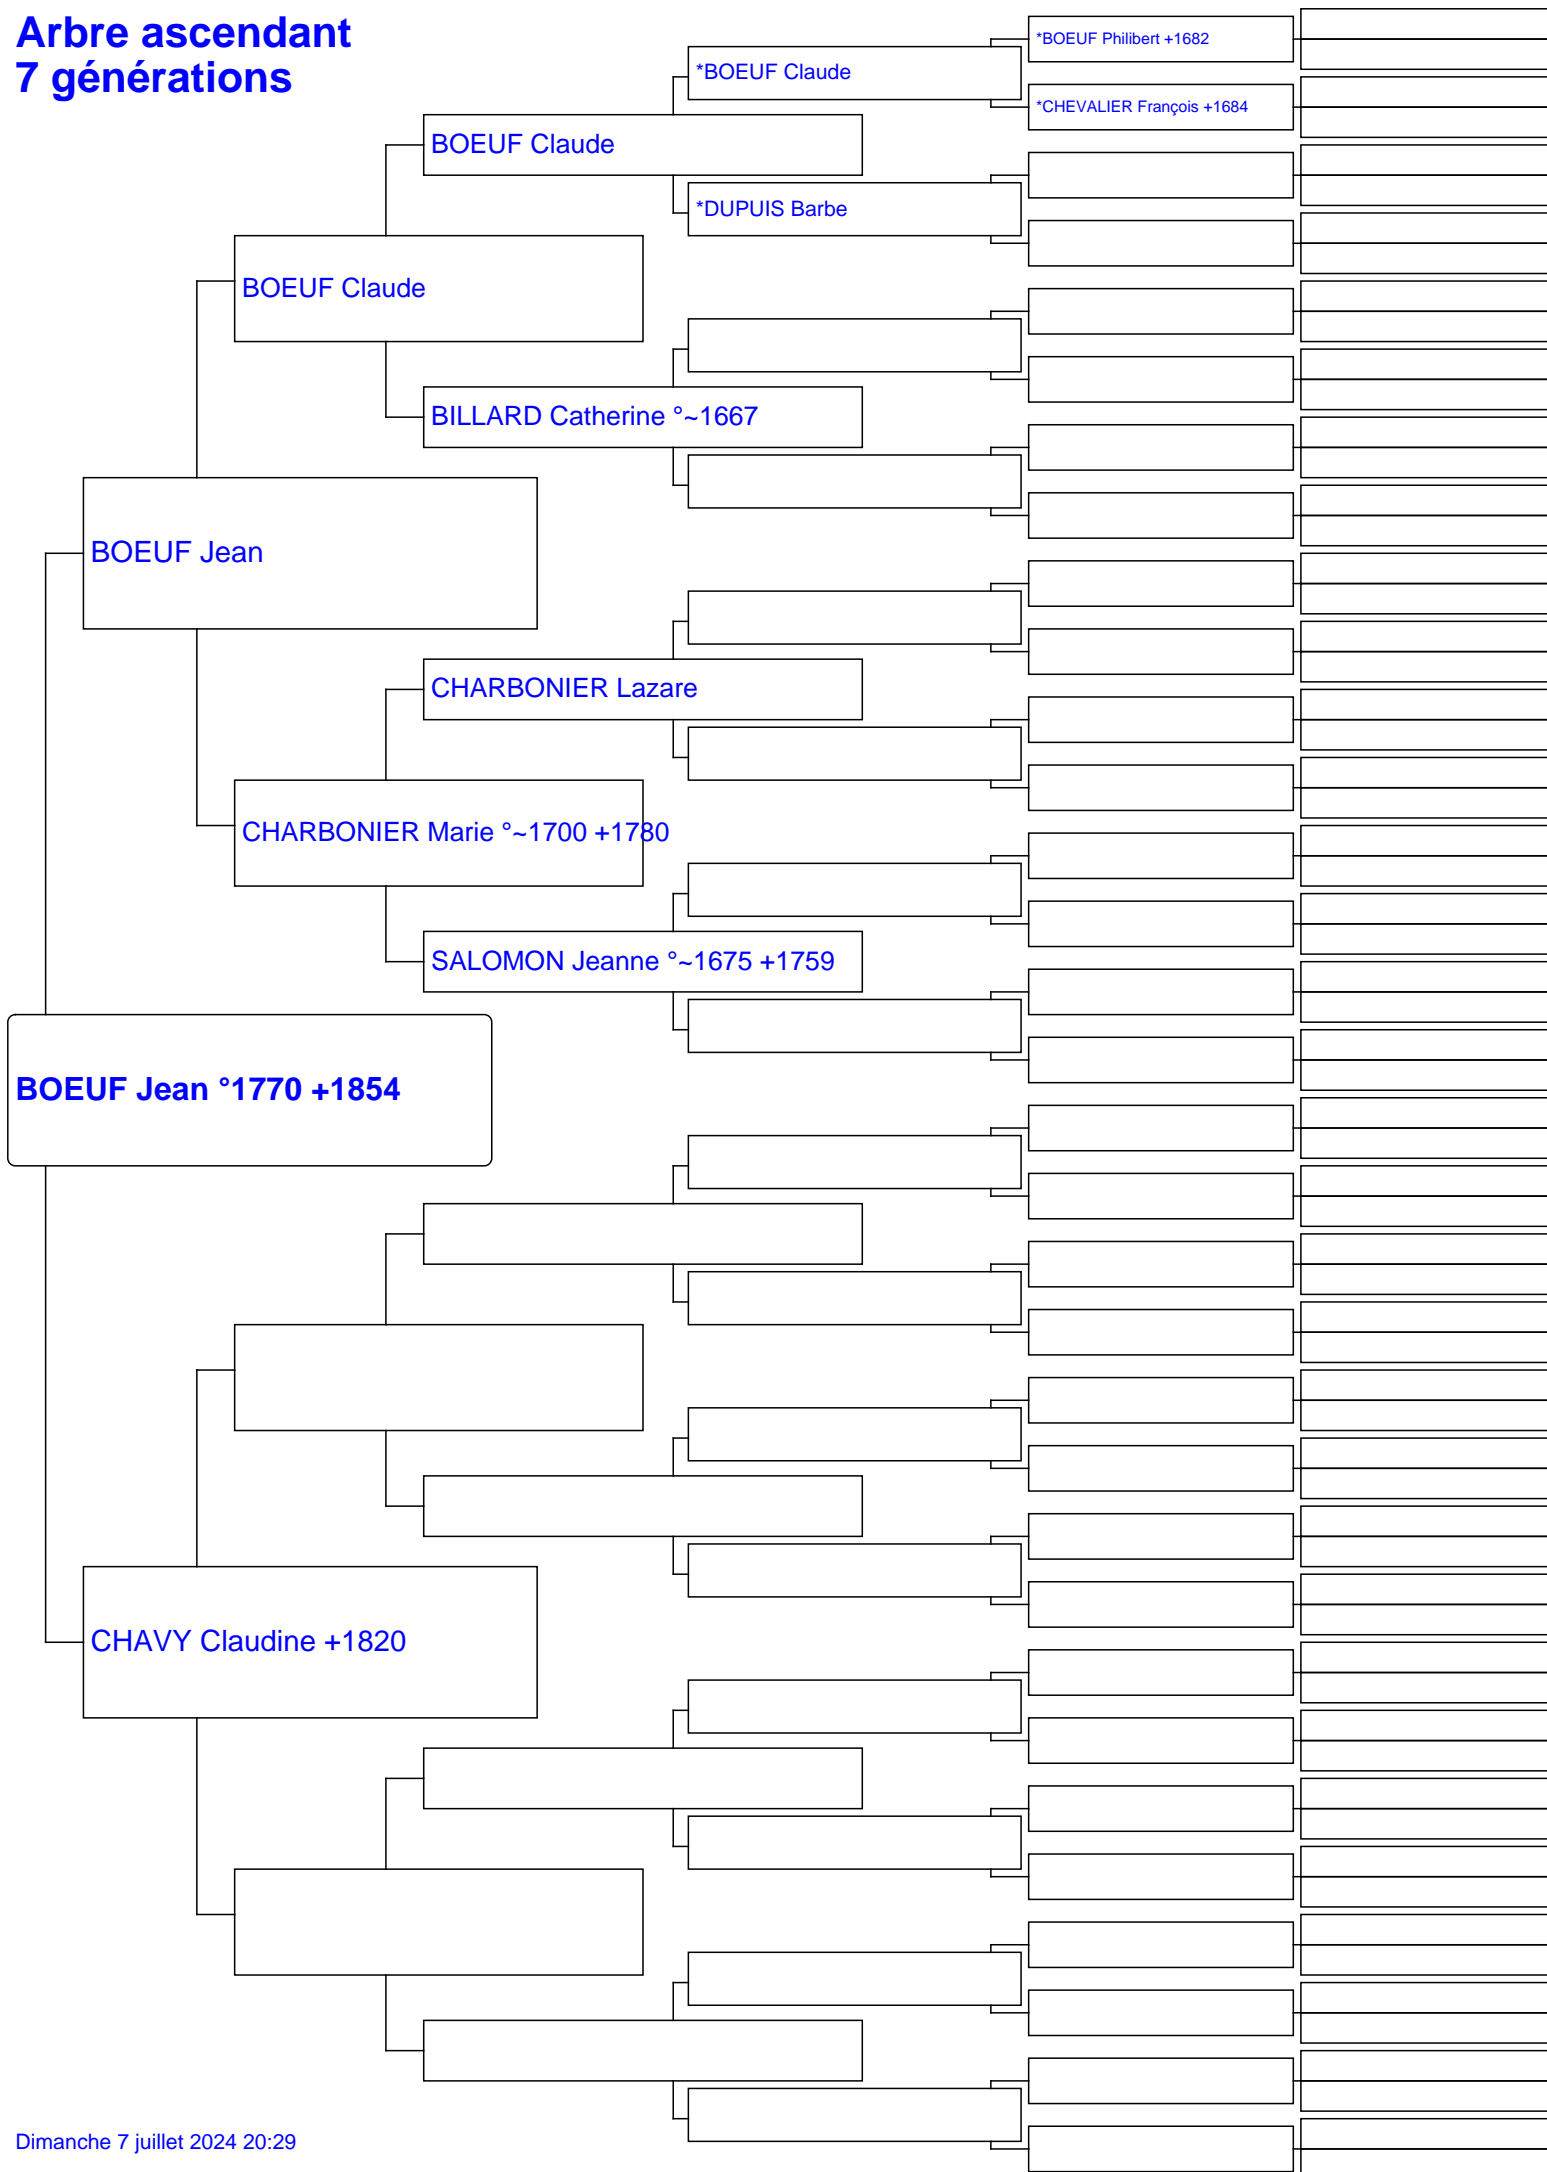 Arbre ascendant
7 générations
*BOEUF Philibert +1682
*BOEUF Claude
*CHEVALIER François +1684
BOEUF Claude
*DUPUIS Barbe
BOEUF Claude
BILLARD Catherine °~1667
BOEUF Jean
CHARBONIER Lazare
CHARBONIER Marie °~1700 +1780
SALOMON Jeanne °~1675 +1759
BOEUF Jean °1770 +1854
CHAVY Claudine +1820
Dimanche 7 juillet 2024 20:29